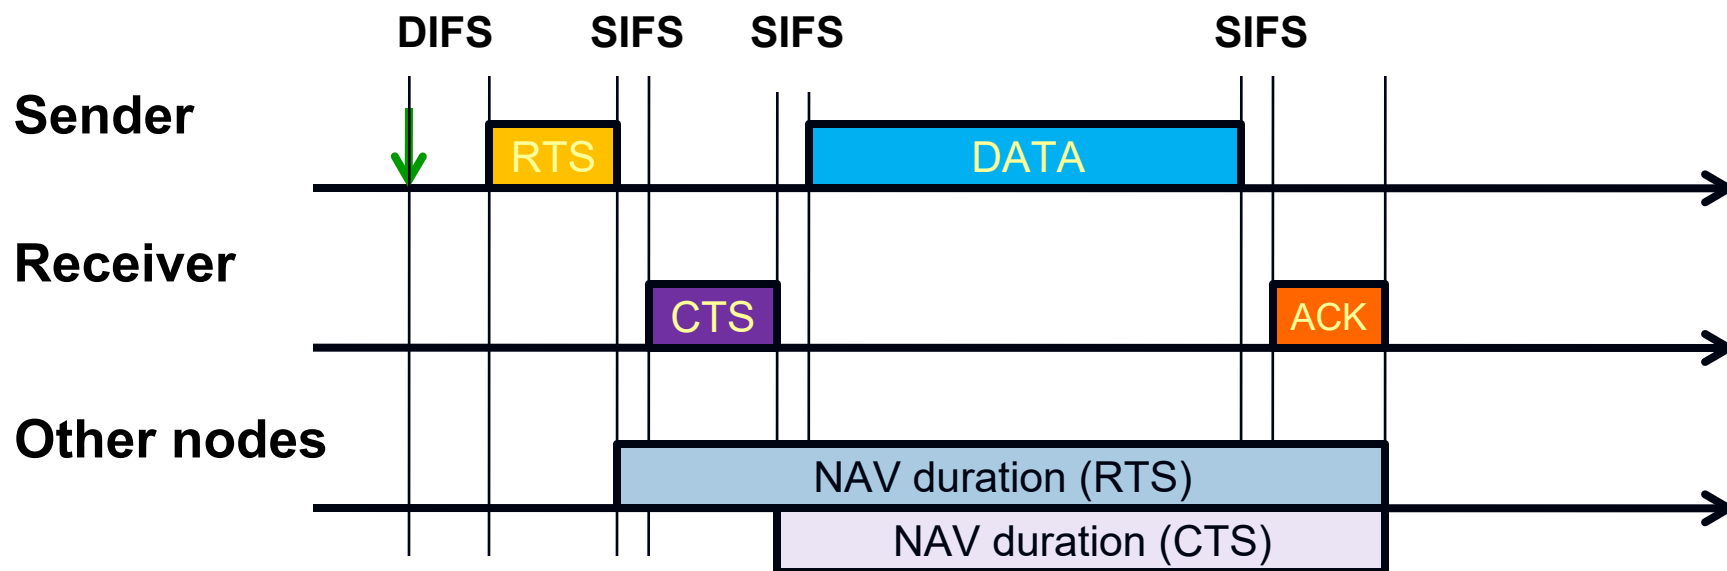 DIFS SIFS SIFS SIFS
Sender
RTS DATA
Receiver
CTS ACK
Other nodes
NAV duration (RTS)
NAV duration (CTS)